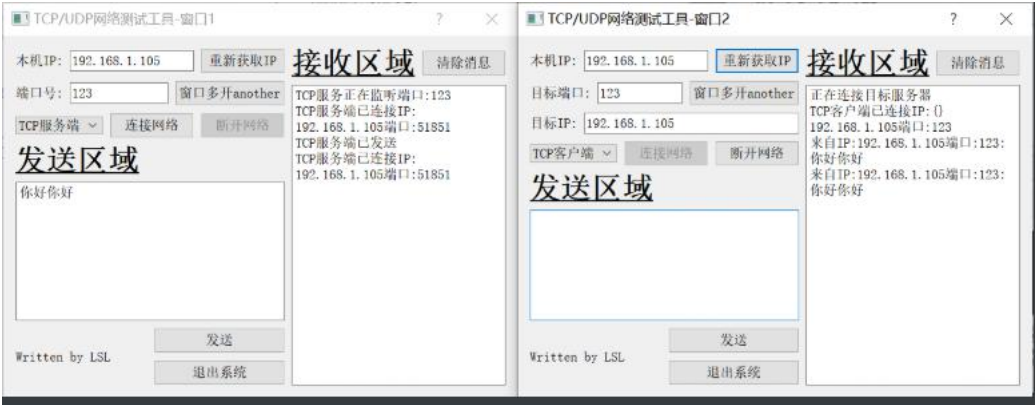 TCP/UDP网络测试工具-窗口1
本机IP: 192.168.1.105 重新获取IP
端口号: 123 窗口多开another
TCP服务端 连接网络 断开网络
发送区域
你好你好
发送
Written by LSL
退出系统
接收区域 清除消息
TCP服务正在监听端口:123
TCP服务端已连接IP:
192.168.1.105端口:51851
TCP服务端已发送
TCP服务端已连接IP:
192.168.1.105端口:51851
TCP/UDP网络测试工具-窗口2
本机IP: 192.168.1.105 重新获取IP
目标端口: 123 窗口多开another
目标IP: 192.168.1.105
TCP客户端 连接网络 断开网络
发送区域
发送
Written by LSL
退出系统
接收区域 清除消息
正在连接目标服务器
TCP客户端已连接IP:{}
192.168.1.105端口:123
来自IP:192.168.1.105端口:123:
你好你好
来自IP:192.168.1.105端口:123:
你好你好